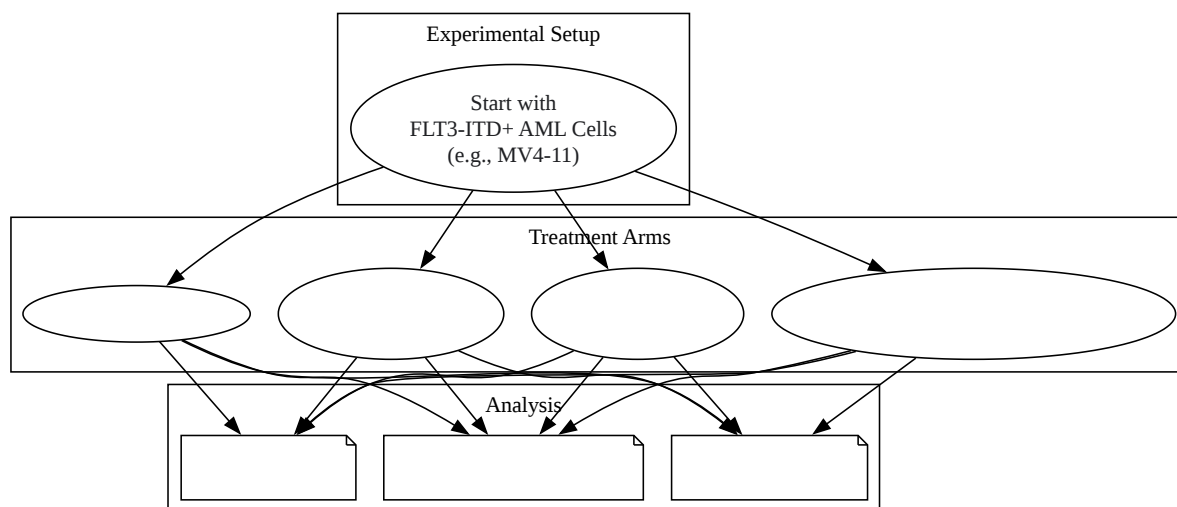 Experimental Setup
Start with
FLT3-ITD+ AML Cells
(e.g., MV4-11)
Treatment Arms
Analysis